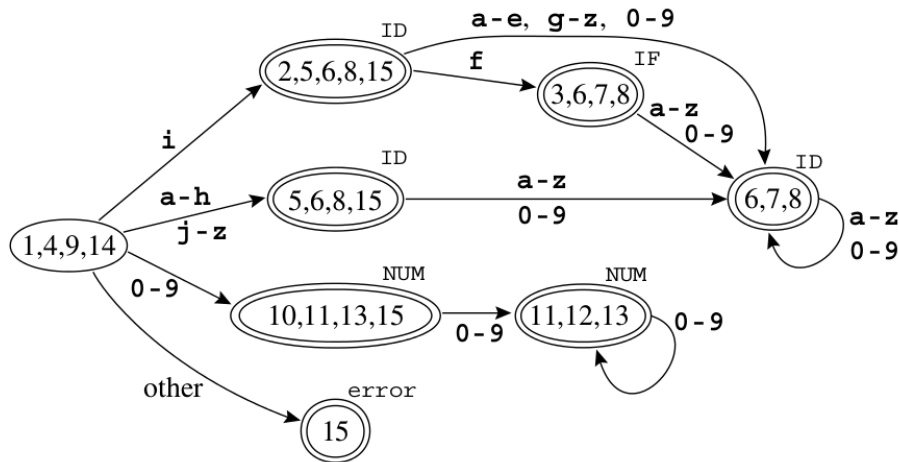 a-e, g-z, 0-9
ID
2,5,6,8,15
f
IF
3,6,7,8
a-z
0-9
i
ID
5,6,8,15
a-z
0-9
ID
6,7,8
a-z
0-9
a-h
j-z
1,4,9,14
0-9
NUM
10,11,13,15
0-9
NUM
11,12,13
0-9
other
error
15